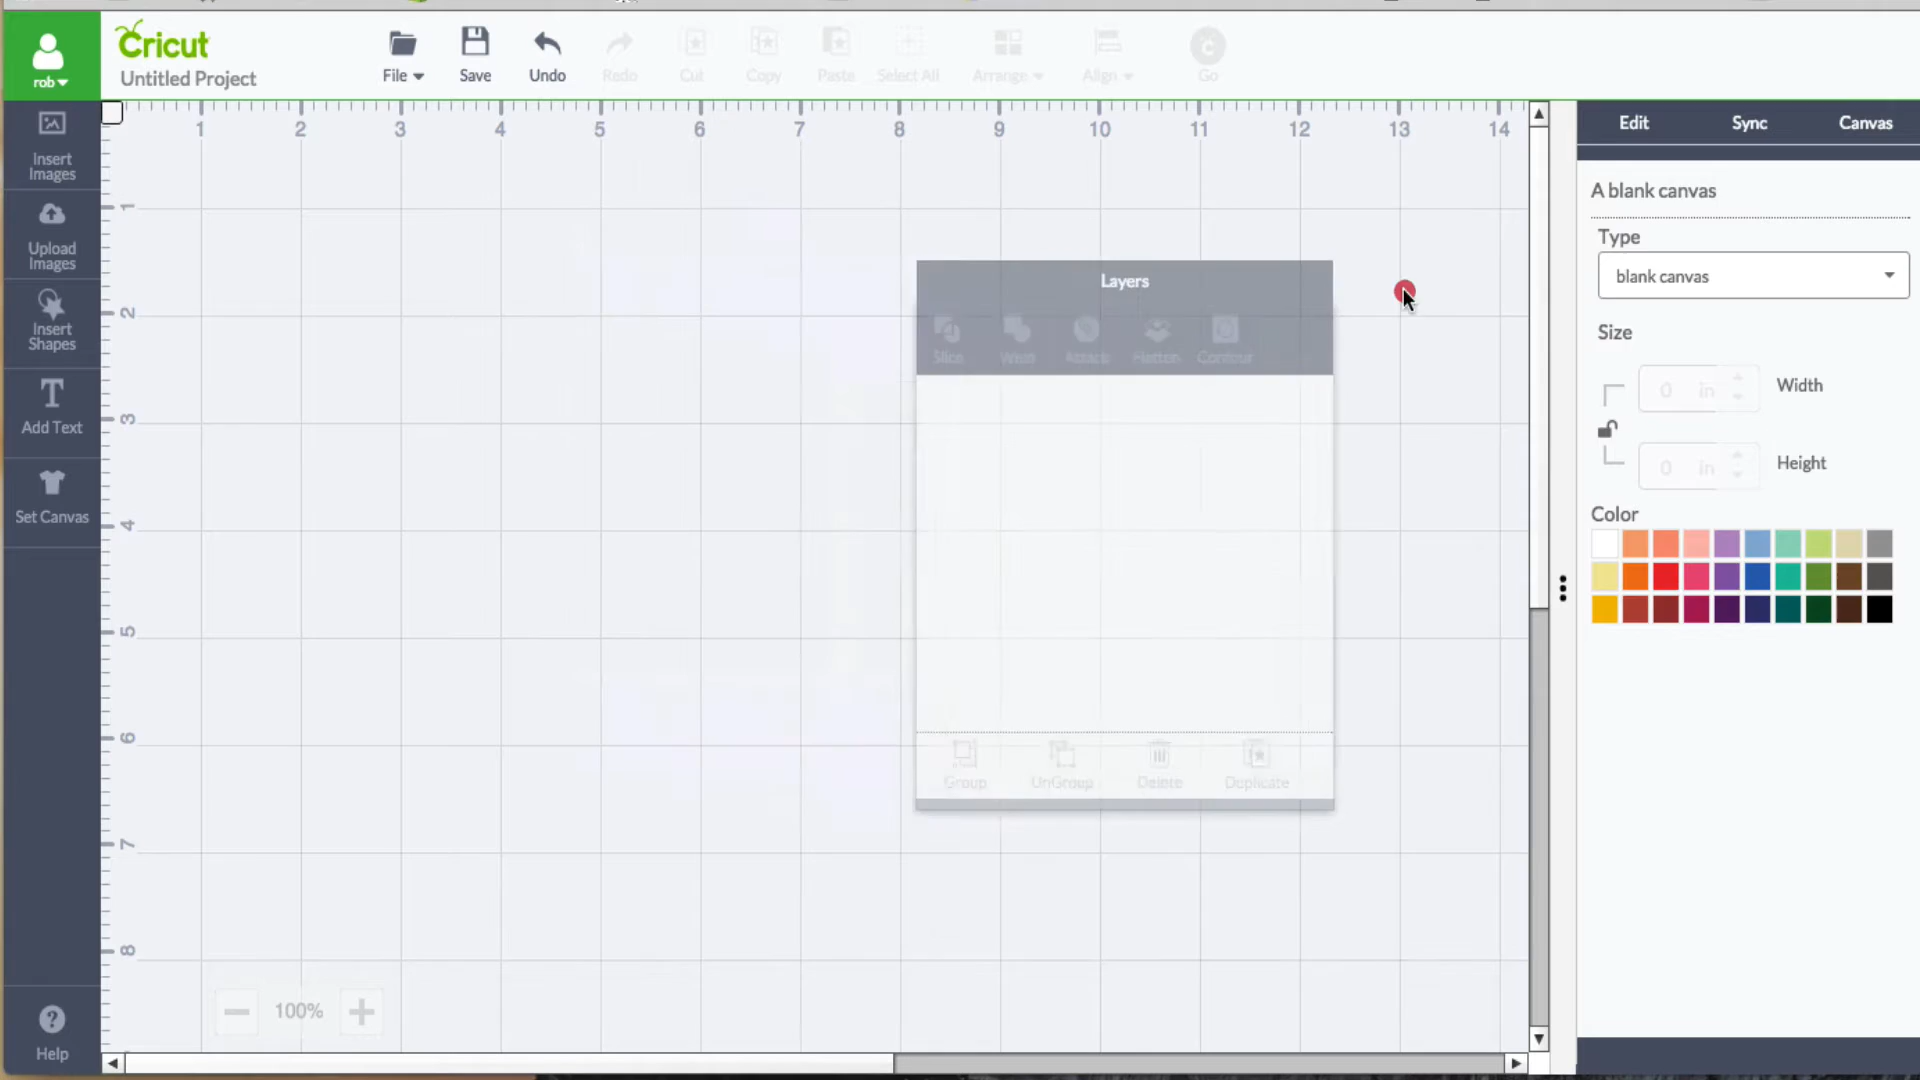 Cricut
Untitled Project
rob
File
Save
Undo
Redo
Cut
Copy
Paste
Select All
Arrange
Align
Go
1 2 3 4 5 6 7 8 9 10 11 12 13 14
1
2
3
4
5
6
7
8
Insert
Images
Upload
Images
Insert
Shapes
Add Text
Set Canvas
Help
Layers
Slice Weld Attach Flatten Contour
Group UnGroup Delete Duplicate
100%
Edit Sync Canvas
A blank canvas
Type
blank canvas
Size
0 in Width
0 in Height
Color